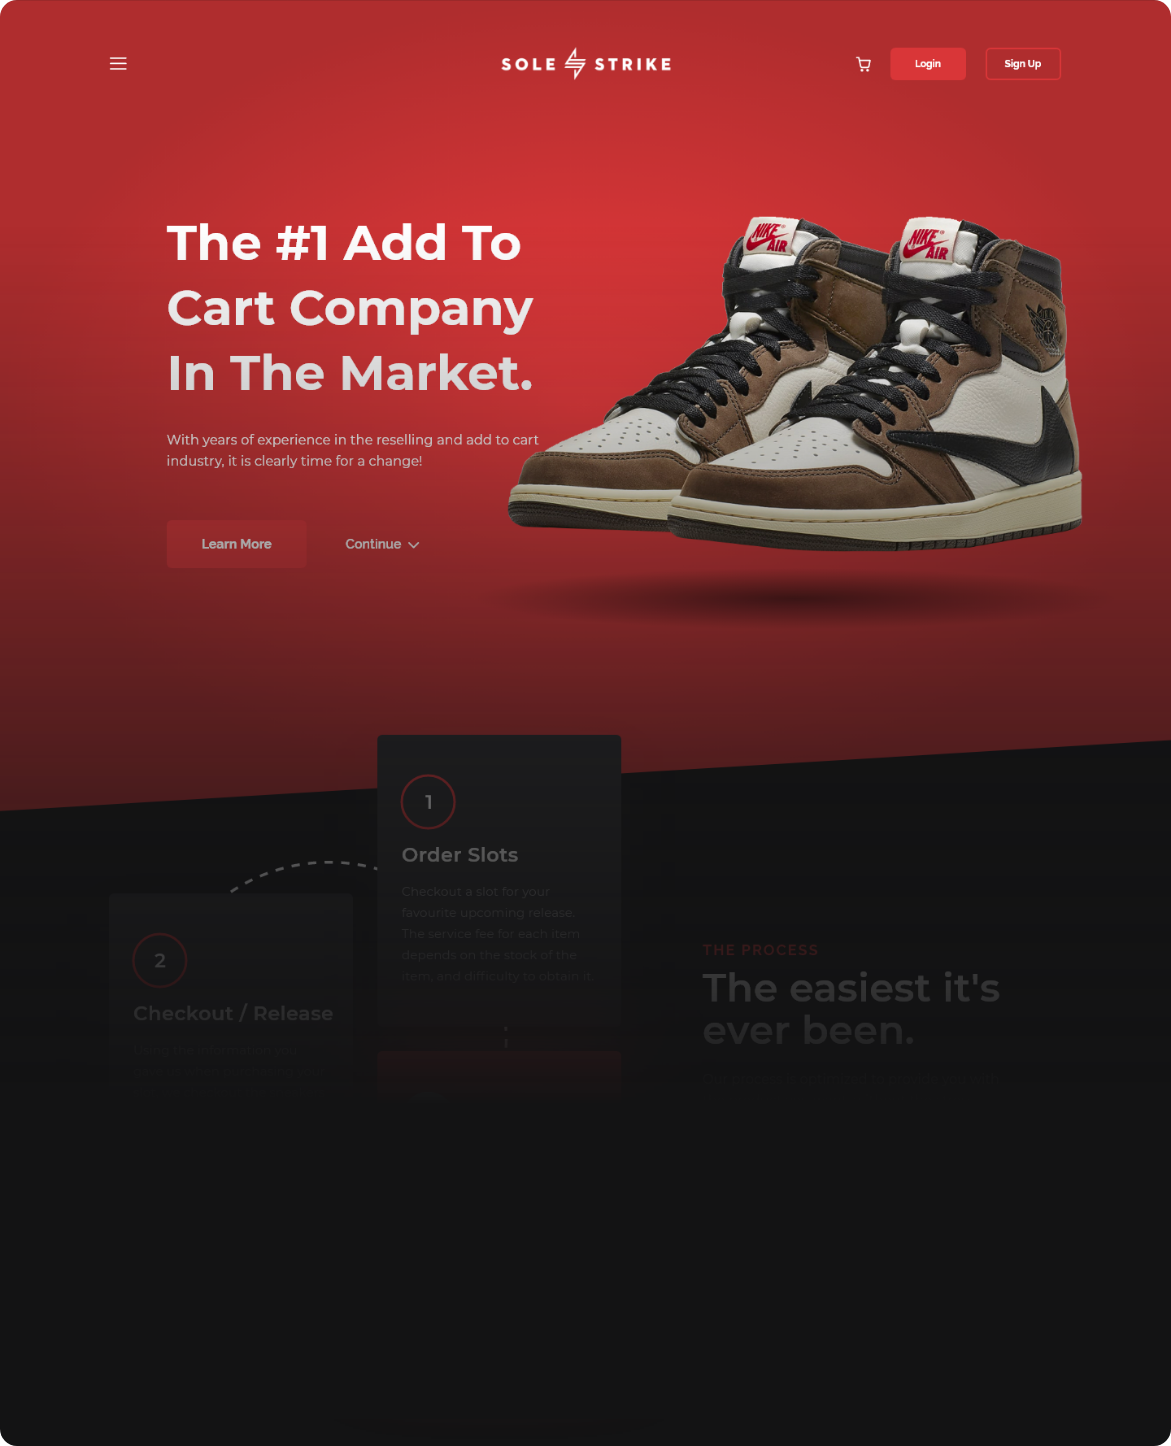 SOLE STRIKE
Login
Sign Up
The #1 Add To
Cart Company
In The Market.
With years of experience in the reselling and add to cart
industry, it is clearly time for a change!
Learn More
Continue
NIKE
AIR
NIKE
AIR
1
Order Slots
Checkout a slot for your
favourite upcoming release.
The service fee for each item
depends on the stock of the
item, and difficulty to obtain it.
2
Checkout / Release
Using the information you
THE PROCESS
The easiest it's
ever been.